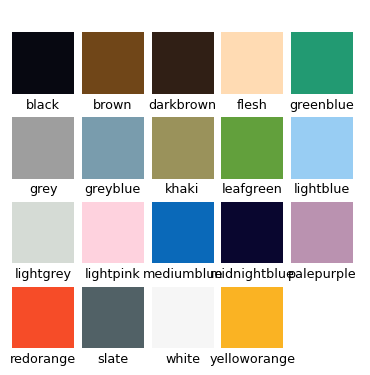 black brown darkbrown flesh greenblue
grey greyblue khaki leafgreen lightblue
lightgrey lightpink mediumblue midnightblue palepurple
redorange slate white yelloworange